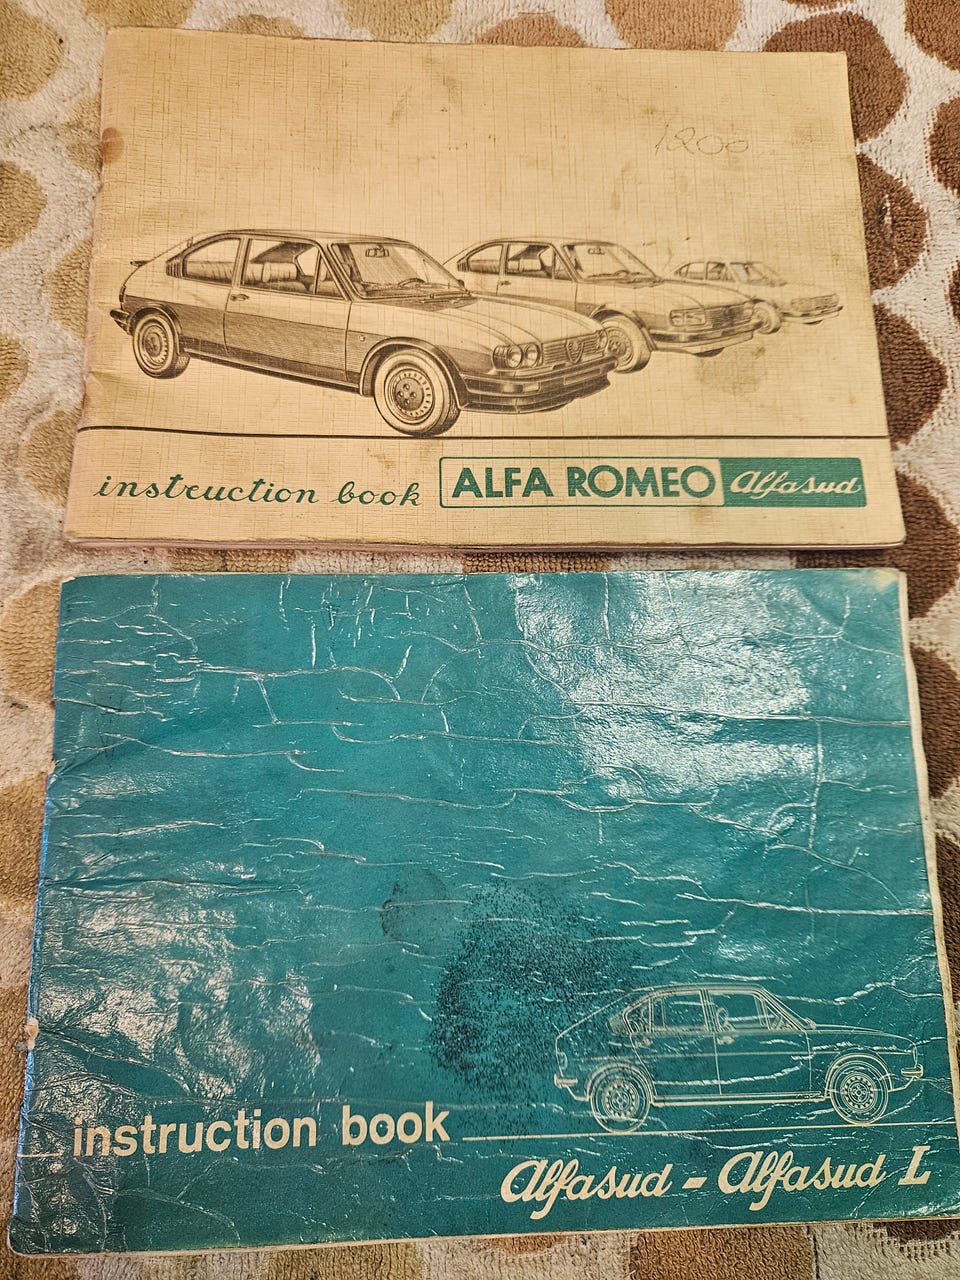 1200
instruction book ALFA ROMEO alfasud
instruction book
alfasud - alfasud L